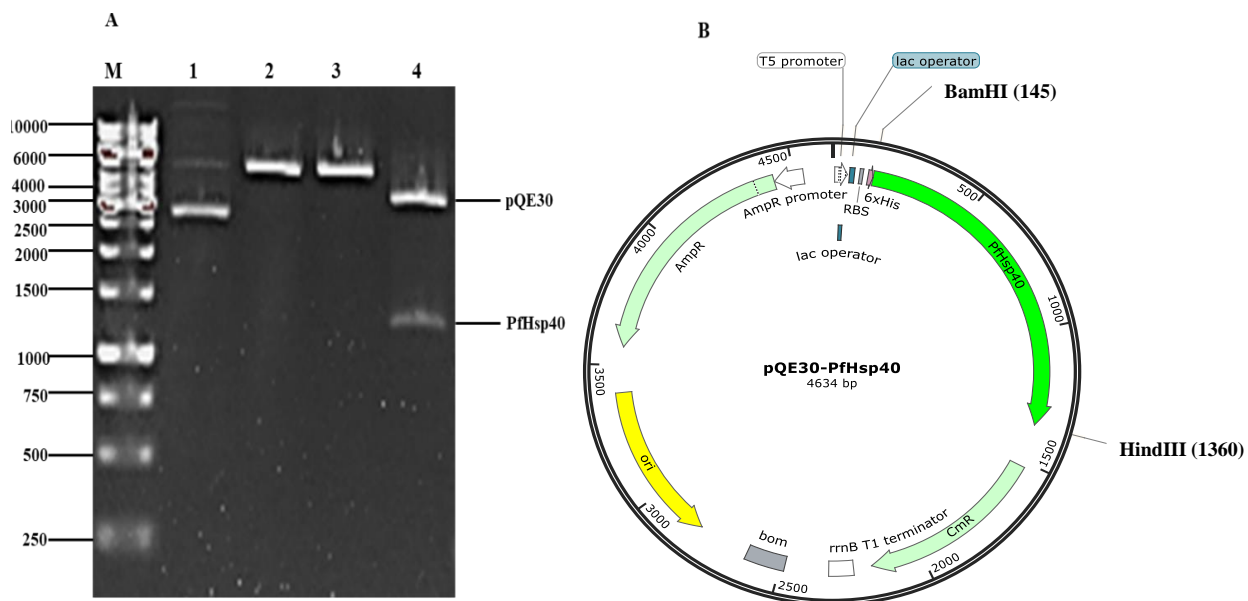 A
M 1 2 3 4
10000
6000
4000
3000
2500
2000
1500
1000
750
500
250
pQE30
PfHsp40
B
T5 promoter
lac operator
BamHI (145)
4500
500
AmpR promoter
RBS
6xHis
lac operator
4000
AmpR
PfHsp40
1000
pQE30-PfHsp40
4634 bp
3500
HindIII (1360)
1500
ori
3000
bom
rrnB T1 terminator
CmR
2000
2500